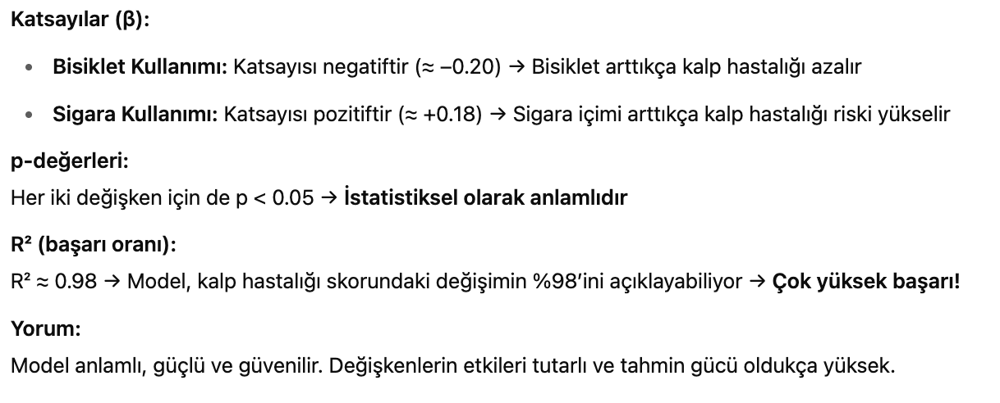 Katsayılar (β):
• Bisiklet Kullanımı: Katsayısı negatiftir (≈ –0.20) → Bisiklet arttıkça kalp hastalığı azalır
• Sigara Kullanımı: Katsayısı pozitiftir (≈ +0.18) → Sigara içimi arttıkça kalp hastalığı riski yükselir
p-değerleri:
Her iki değişken için de p < 0.05 → İstatistiksel olarak anlamlıdır
R² (başarı oranı):
R² ≈ 0.98 → Model, kalp hastalığı skorundaki değişimin %98’ini açıklayabiliyor → Çok yüksek başarı!
Yorum:
Model anlamlı, güçlü ve güvenilir. Değişkenlerin etkileri tutarlı ve tahmin gücü oldukça yüksek.